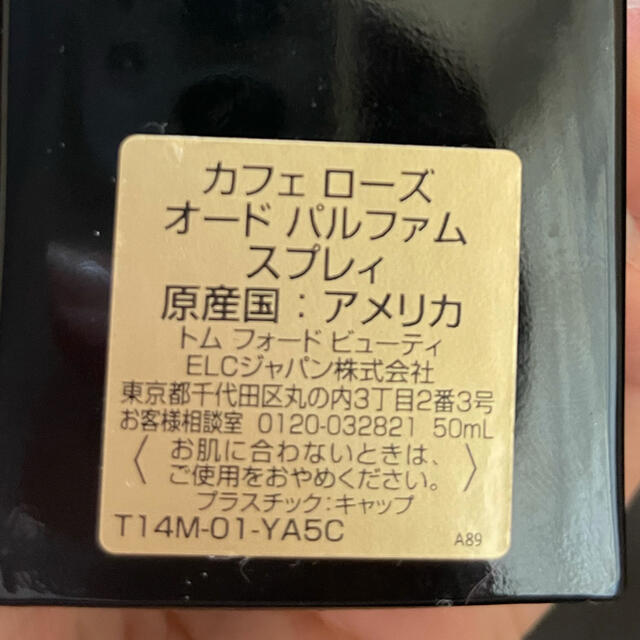 カフェ ローズ
オード パルファム
スプレィ
原産国：アメリカ
トム フォード ビューティ
ELCジャパン株式会社
東京都千代田区丸の内3丁目2番3号
お客様相談室 0120-032821 50mL
〈 お肌に合わないときは、 〉
ご使用をおやめください。
プラスチック：キャップ
T14M-01-YA5C A89